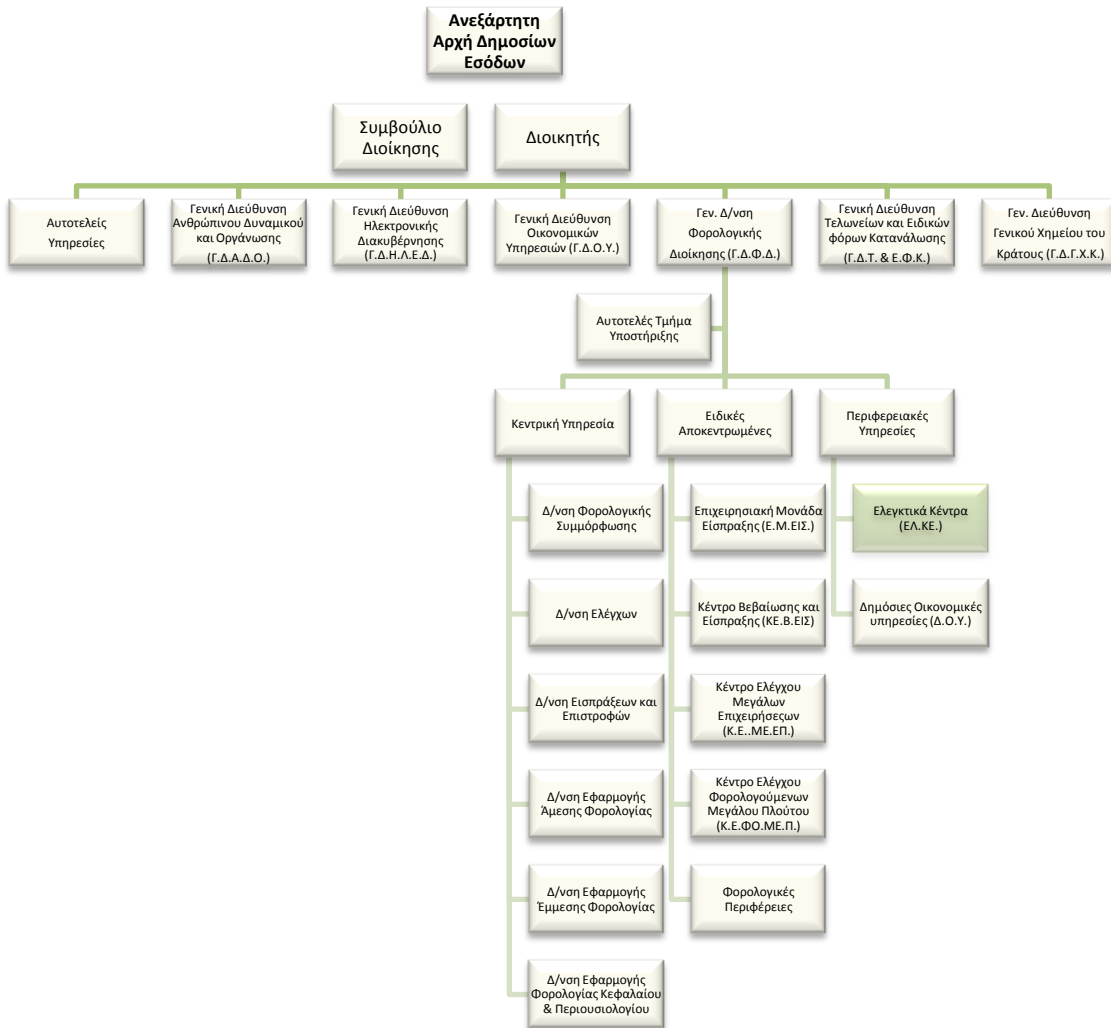 Ανεξάρτητη
Αρχή Δημοσίων
Εσόδων
Συμβούλιο
Διοίκησης
Διοικητής
Αυτοτελείς
Υπηρεσίες
Γενική Διεύθυνση
Ανθρώπινου Δυναμικού
και Οργάνωσης
(Γ.Δ.Α.Δ.Ο.)
Γενική Διεύθυνση
Ηλεκτρονικής
Διακυβέρνησης
(Γ.Δ.Η.Λ.Ε.Δ.)
Γενική Διεύθυνση
Οικονομικών
Υπηρεσιών (Γ.Δ.Ο.Υ.)
Γεν. Δ/νση
Φορολογικής
Διοίκησης (Γ.Δ.Φ.Δ.)
Γενική Διεύθυνση
Τελωνείων και Ειδικών
φόρων Κατανάλωσης
(Γ.Δ.Τ. & Ε.Φ.Κ.)
Γεν. Διεύθυνση
Γενικού Χημείου του
Κράτους (Γ.Δ.Γ.Χ.Κ.)
Αυτοτελές Τμήμα
Υποστήριξης
Κεντρική Υπηρεσία
Ειδικές
Αποκεντρωμένες
Περιφερειακές
Υπηρεσίες
Δ/νση Φορολογικής
Συμμόρφωσης
Δ/νση Ελέγχων
Δ/νση Εισπράξεων και
Επιστροφών
Δ/νση Εφαρμογής
Άμεσης Φορολογίας
Δ/νση Εφαρμογής
Έμμεσης Φορολογίας
Δ/νση Εφαρμογής
Φορολογίας Κεφαλαίου
& Περιουσιολογίου
Επιχειρησιακή Μονάδα
Είσπραξης (Ε.Μ.ΕΙΣ.)
Κέντρο Βεβαίωσης και
Είσπραξης (ΚΕ.Β.ΕΙΣ)
Κέντρο Ελέγχου
Μεγάλων
Επιχειρήσεςων
(Κ.Ε..ΜΕ.ΕΠ.)
Κέντρο Ελέγχου
Φορολογούμενων
Μεγάλου Πλούτου
(Κ.Ε.ΦΟ.ΜΕ.Π.)
Φορολογικές
Περιφέρειες
Ελεγκτικά Κέντρα
(ΕΛ.ΚΕ.)
Δημόσιες Οικονομικές
υπηρεσίες (Δ.Ο.Υ.)